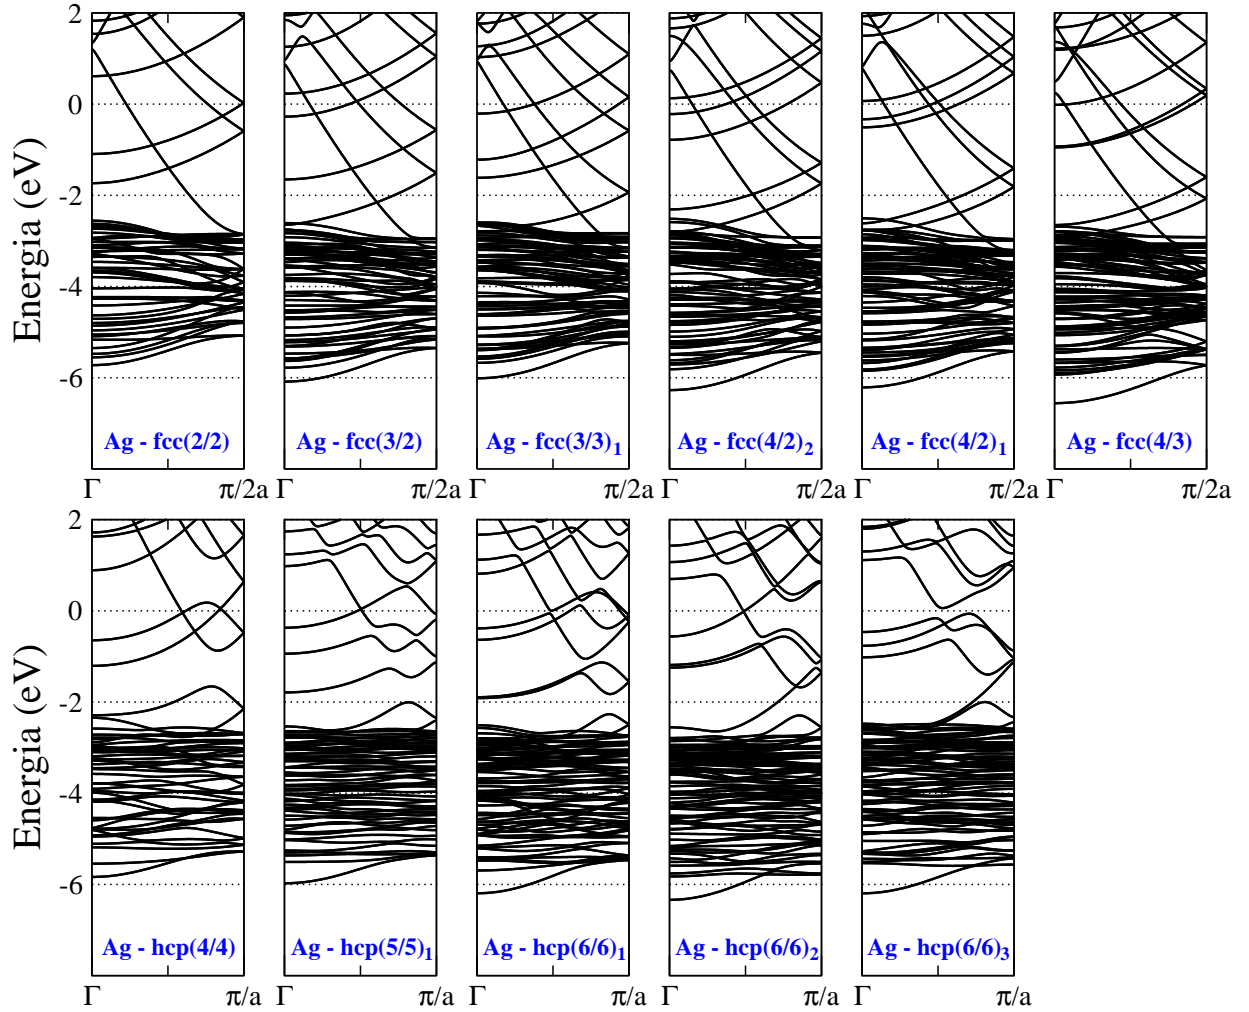 Energia (eV)
2
0
-2
-4
-6
Ag - fcc(2/2)
Ag - fcc(3/2)
Ag - fcc(3/3)1
Ag - fcc(4/2)2
Ag - fcc(4/2)1
Ag - fcc(4/3)
Γ π/2a Γ π/2a Γ π/2a Γ π/2a Γ π/2a Γ π/2a
Energia (eV)
2
0
-2
-4
-6
Ag - hcp(4/4)
Ag - hcp(5/5)1
Ag - hcp(6/6)1
Ag - hcp(6/6)2
Ag - hcp(6/6)3
Γ π/a Γ π/a Γ π/a Γ π/a Γ π/a